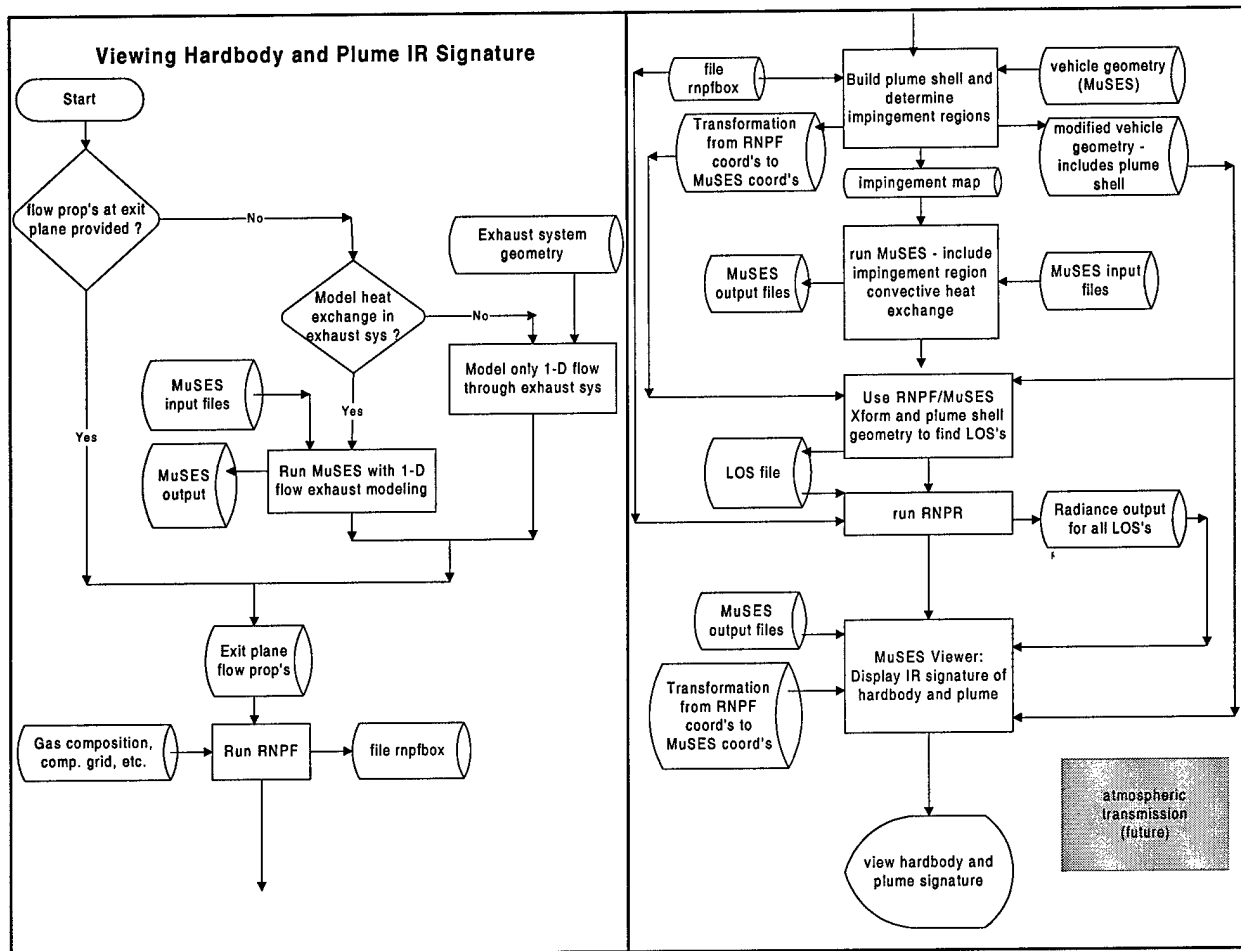 Viewing Hardbody and Plume IR Signature
Start
flow prop's at exit
plane provided ?
No
Exhaust system
geometry
Model heat
exchange in
exhaust sys ?
No
Model only 1-D flow
through exhaust sys
MuSES
input files
Yes
Yes
MuSES
output
Run MuSES with 1-D
flow exhaust modeling
Exit plane
flow prop's
Gas composition,
comp. grid, etc.
Run RNPF
file rnpfbox
file
rnpfbox
Build plume shell and
determine
impingement regions
vehicle geometry
(MuSES)
Transformation
from RNPF
coord's to
MuSES coord's
modified vehicle
geometry -
includes plume
shell
impingement map
MuSES
output files
run MuSES - include
impingement region
convective heat
exchange
MuSES input
files
Use RNPF/MuSES
Xform and plume shell
geometry to find LOS's
LOS file
run RNPR
Radiance output
for all LOS's
MuSES
output files
MuSES Viewer:
Display IR signature of
hardbody and plume
Transformation
from RNPF
coord's to
MuSES coord's
atmospheric
transmission
(future)
view hardbody and
plume signature